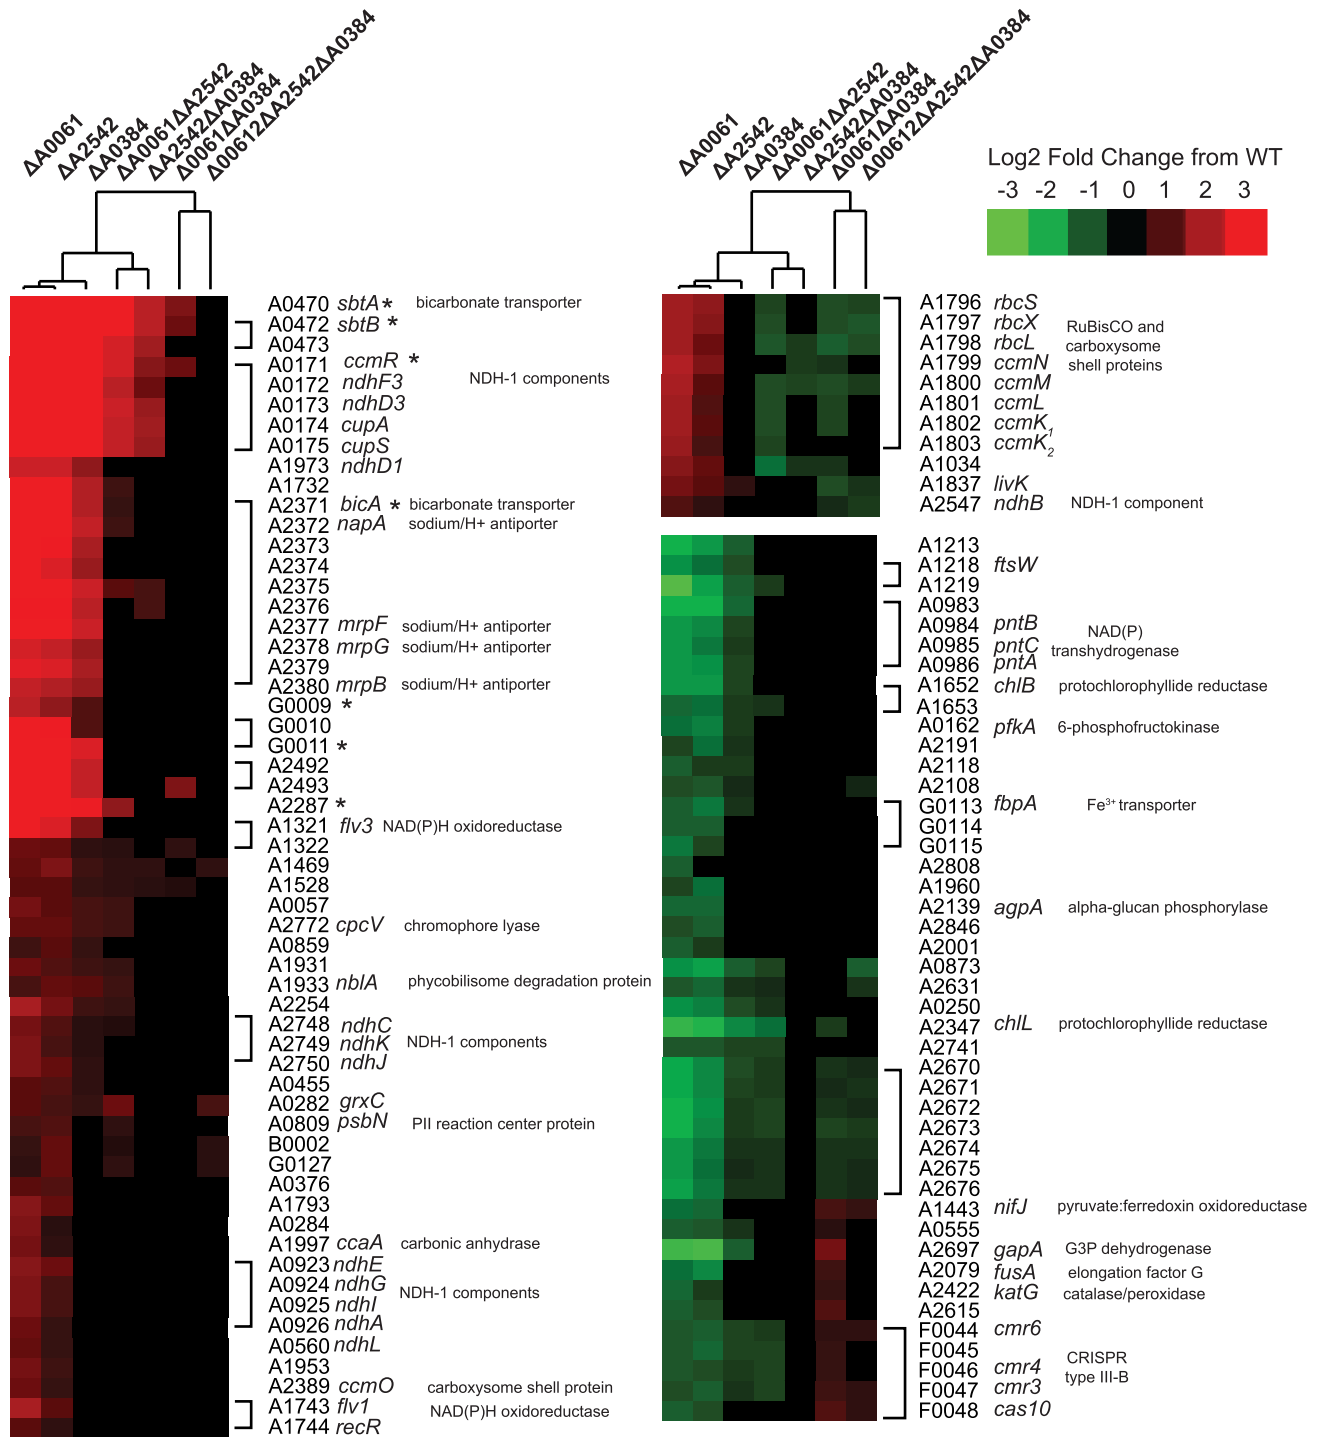 ΔA0061
ΔA2542
ΔA0384
ΔA0061ΔA2542
ΔA2542ΔA0384
Δ0061ΔA0384
Δ00612ΔA2542ΔA0384
ΔA0061
ΔA2542
ΔA0384
ΔA0061ΔA2542
ΔA2542ΔA0384
Δ0061ΔA0384
Δ00612ΔA2542ΔA0384
Log2 Fold Change from WT
-3 -2 -1 0 1 2 3
A0470 sbtA * bicarbonate transporter
A0472 sbtB *
A0473
A0171 ccmR *
A0172 ndhF3
NDH-1 components
A0173 ndhD3
A0174 cupA
A0175 cupS
A1973 ndhD1
A1732
A2371 bicA * bicarbonate transporter
A2372 napA sodium/H+ antiporter
A2373
A2374
A2375
A2376
A2377 mrpF sodium/H+ antiporter
A2378 mrpG sodium/H+ antiporter
A2379
A2380 mrpB sodium/H+ antiporter
G0009 *
G0010
G0011 *
A2492
A2493
A2287 *
A1321 flv3 NAD(P)H oxidoreductase
A1322
A1469
A1528
A0057
A2772 cpcV chromophore lyase
A0859
A1931
A1933 nblA phycobilisome degradation protein
A2254
A2748 ndhC
A2749 ndhK NDH-1 components
A2750 ndhJ
A0455
A0282 grxC
A0809 psbN PII reaction center protein
B0002
G0127
A0376
A1793
A0284
A1997 ccaA carbonic anhydrase
A0923 ndhE
A0924 ndhG
NDH-1 components
A0925 ndhI
A0926 ndhA
A0560 ndhL
A1953
A2389 ccmO carboxysome shell protein
A1743 flv1 NAD(P)H oxidoreductase
A1744 recR
A1796 rbcS
A1797 rbcX
RuBisCO and
A1798 rbcL
carboxysome
A1799 ccmN shell proteins
A1800 ccmM
A1801 ccmL
A1802 ccmK1
A1803 ccmK2
A1034
A1837 livK
A2547 ndhB NDH-1 component
A1213
A1218 ftsW
A1219
A0983
A0984 pntB
NAD(P)
A0985 pntC transhydrogenase
A0986 pntA
A1652 chlB protochlorophyllide reductase
A1653
A0162 pfkA 6-phosphofructokinase
A2191
A2118
A2108
G0113 fbpA Fe3+ transporter
G0114
G0115
A2808
A1960
A2139 agpA alpha-glucan phosphorylase
A2846
A2001
A0873
A2631
A0250
A2347 chlL protochlorophyllide reductase
A2741
A2670
A2671
A2672
A2673
A2674
A2675
A2676
A1443 nifJ pyruvate:ferredoxin oxidoreductase
A0555
A2697 gapA G3P dehydrogenase
A2079 fusA elongation factor G
A2422 katG catalase/peroxidase
A2615
F0044 cmr6
F0045
CRISPR
F0046 cmr4
type III-B
F0047 cmr3
F0048 cas10